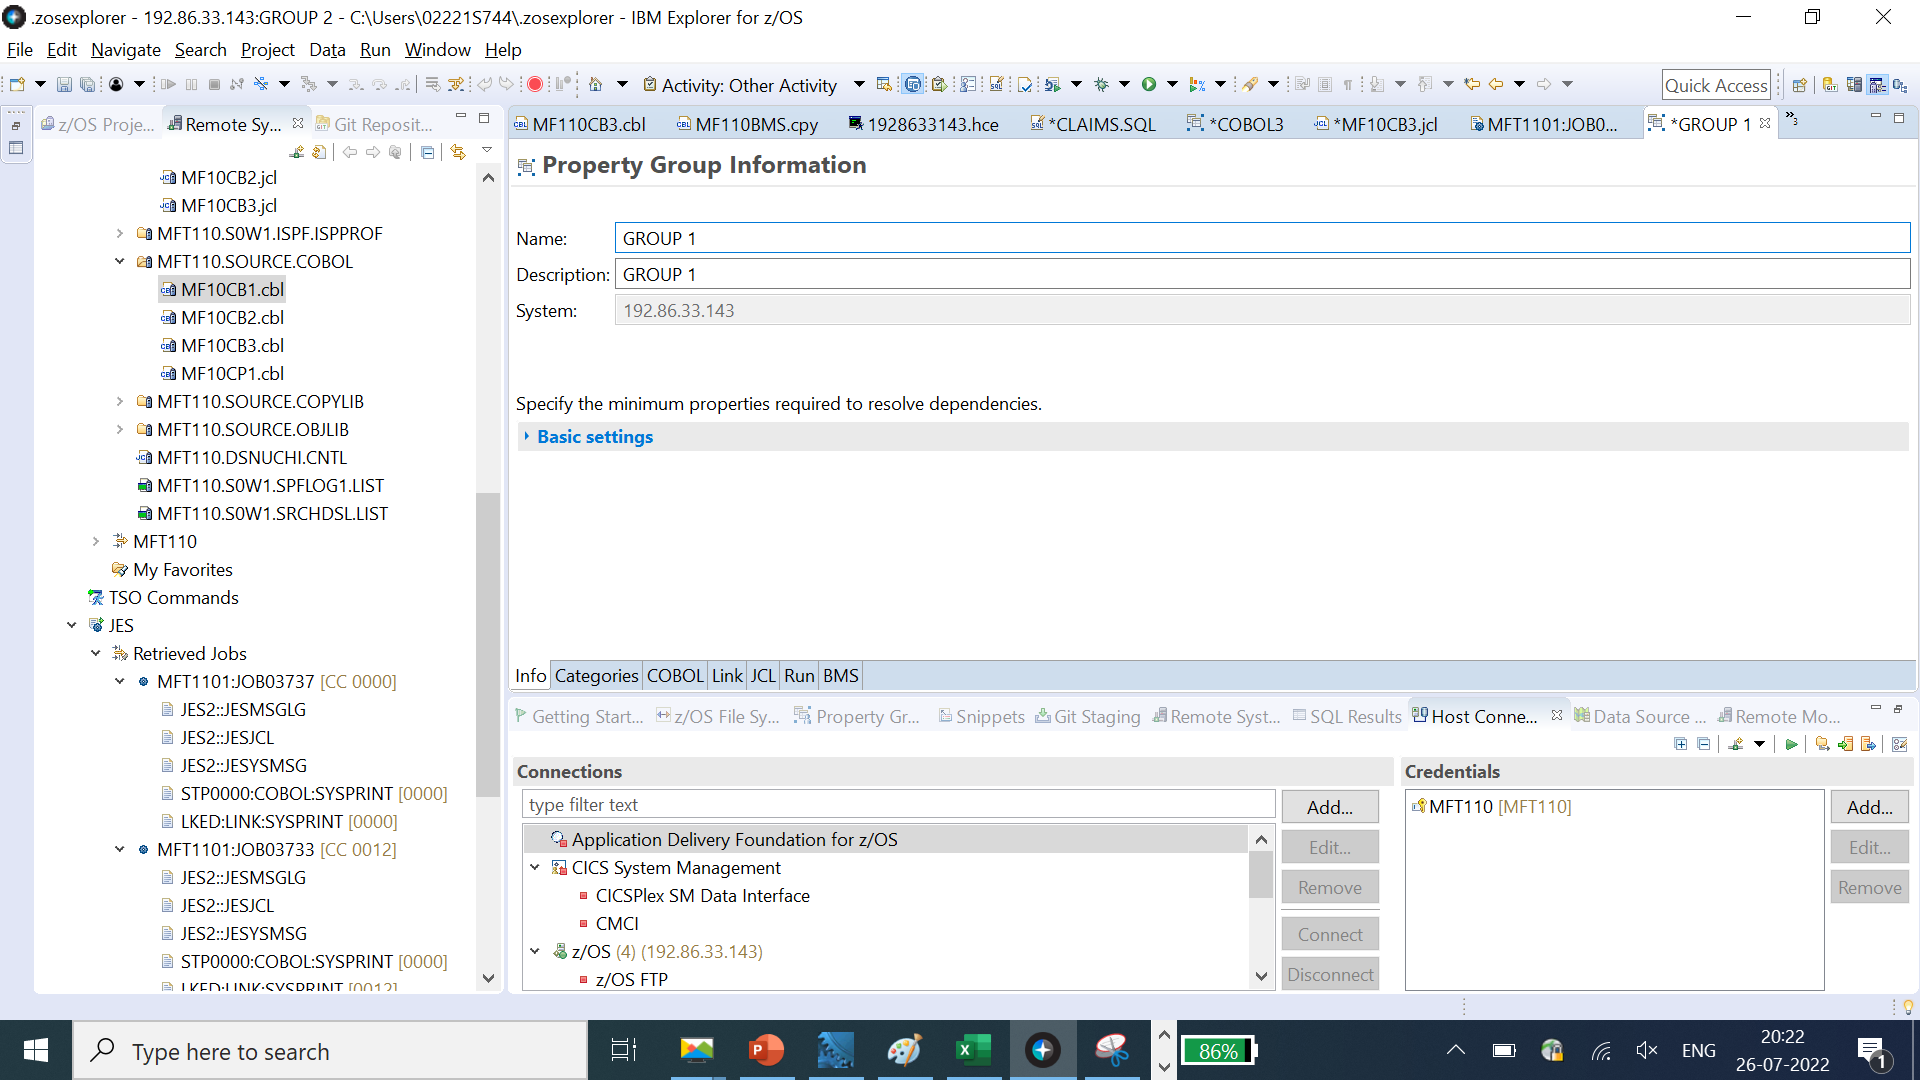 .zosexplorer - 192.86.33.143:GROUP 2 - C:\Users\02221S744\.zosexplorer - IBM Explorer for z/OS
File Edit Navigate Search Project Data Run Window Help
Activity: Other Activity
Quick Access
z/OS Proje...
Remote Sy...
Git Reposit...
MF10CB2.jcl
MF10CB3.jcl
MFT110.S0W1.ISPF.ISPPROF
MFT110.SOURCE.COBOL
MF10CB1.cbl
MF10CB2.cbl
MF10CB3.cbl
MF10CP1.cbl
MFT110.SOURCE.COPYLIB
MFT110.SOURCE.OBJLIB
MFT110.DSNUCHI.CNTL
MFT110.S0W1.SPFLOG1.LIST
MFT110.S0W1.SRCHDSL.LIST
MFT110
My Favorites
TSO Commands
JES
Retrieved Jobs
MFT1101:JOB03737 [CC 0000]
JES2::JESMSGLG
JES2::JESJCL
JES2::JESYSMSG
STP0000:COBOL:SYSPRINT [0000]
LKED:LINK:SYSPRINT [0000]
MFT1101:JOB03733 [CC 0012]
JES2::JESMSGLG
JES2::JESJCL
JES2::JESYSMSG
STP0000:COBOL:SYSPRINT [0000]
LKED:LINK:SYSPRINT [0012]
MF110CB3.cbl
MF110BMS.cpy
1928633143.hce
*CLAIMS.SQL
*COBOL3
*MF10CB3.jcl
MFT1101:JOB0...
*GROUP 1
»3
Property Group Information
Name: GROUP 1
Description: GROUP 1
System: 192.86.33.143
Specify the minimum properties required to resolve dependencies.
Basic settings
Info Categories COBOL Link JCL Run BMS
Getting Start...
z/OS File Sy...
Property Gr...
Snippets
Git Staging
Remote Syst...
SQL Results
Host Conne...
Data Source ...
Remote Mo...
Connections
type filter text
Application Delivery Foundation for z/OS
CICS System Management
CICSPlex SM Data Interface
CMCI
z/OS (4) (192.86.33.143)
z/OS FTP
Add...
Edit...
Remove
Connect
Disconnect
Credentials
MFT110 [MFT110]
Add...
Edit...
Remove
Type here to search
86%
ENG
20:22
26-07-2022
1